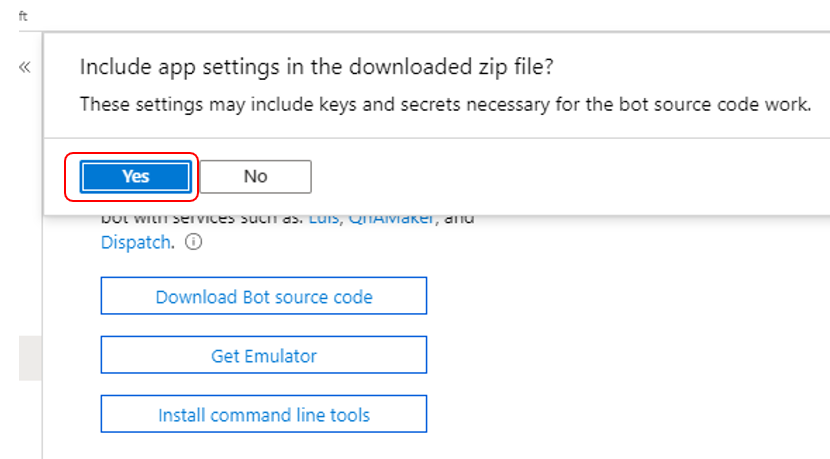 ft
«
Include app settings in the downloaded zip file?
These settings may include keys and secrets necessary for the bot source code work.
Yes
No
bot with services such as: Luis, QnAMaker, and
Dispatch.
Download Bot source code
Get Emulator
Install command line tools